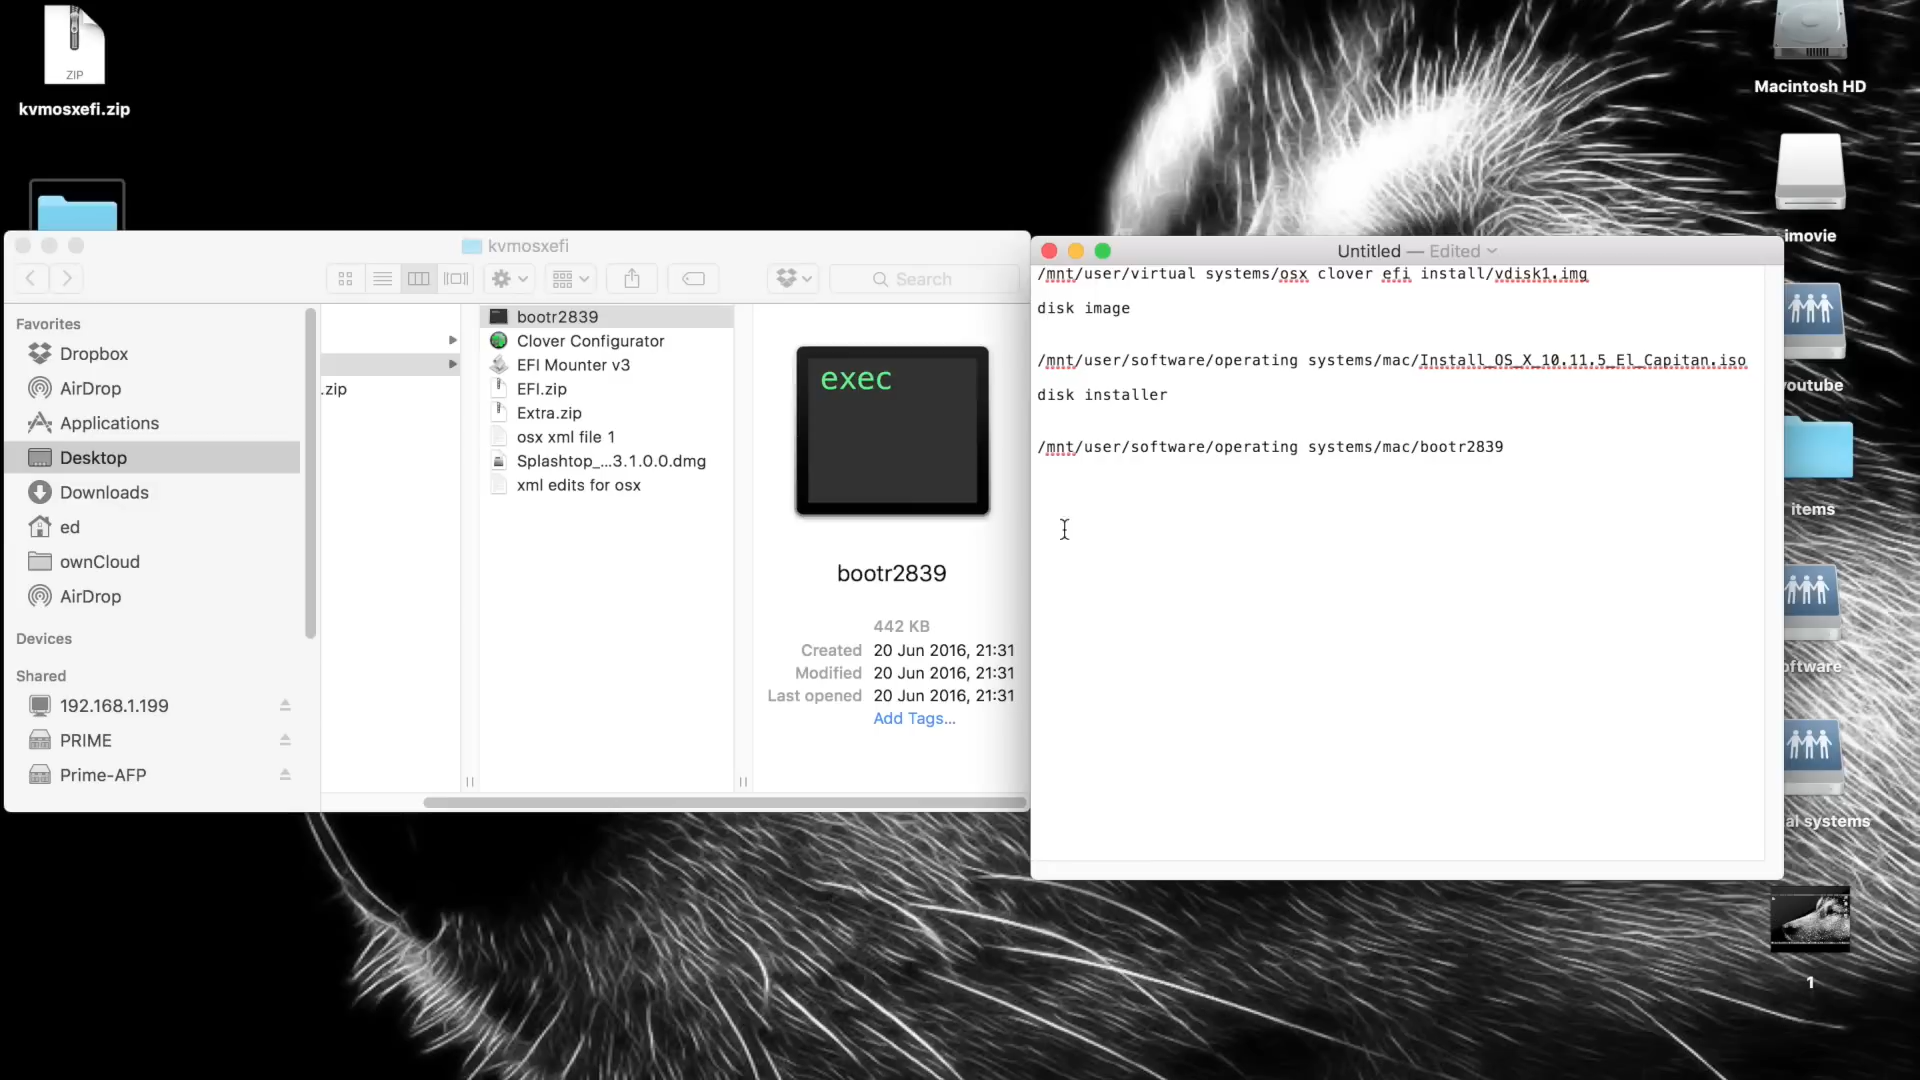 ZIP
kvmosxefi.zip
Macintosh HD
imovie
youtube
items
oftware
al systems
1
kvmosxefi
Search
Favorites
Dropbox
AirDrop
Applications
Desktop
Downloads
ed
ownCloud
AirDrop
Devices
Shared
192.168.1.199
PRIME
Prime-AFP
.zip
bootr2839
Clover Configurator
EFI Mounter v3
EFI.zip
Extra.zip
osx xml file 1
Splashtop_...3.1.0.0.dmg
xml edits for osx
exec
bootr2839
442 KB
Created 20 Jun 2016, 21:31
Modified 20 Jun 2016, 21:31
Last opened 20 Jun 2016, 21:31
Add Tags...
Untitled — Edited
/mnt/user/virtual systems/osx clover efi install/vdisk1.img
disk image
/mnt/user/software/operating systems/mac/Install_OS_X_10.11.5_El_Capitan.iso
disk installer
/mnt/user/software/operating systems/mac/bootr2839